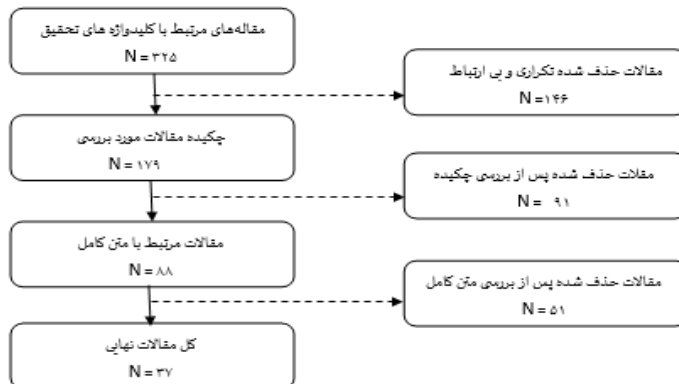 مقاله‌های مرتبط با کلیدواژه های تحقیق
N = ۳۲۵
مقالات حذف شده تکراری و بی ارتباط
N =۱۴۶
چکیده مقالات مورد بررسی
N = ۱۷۹
مقلات حذف شده پس از بررسی چکیده
N = ۹۱
مقالات مرتبط با متن کامل
N = ۸۸
مقالات حذف شده پس از بررسی متن کامل
N = ۵۱
کل مقالات نهایی
N = ۳۷